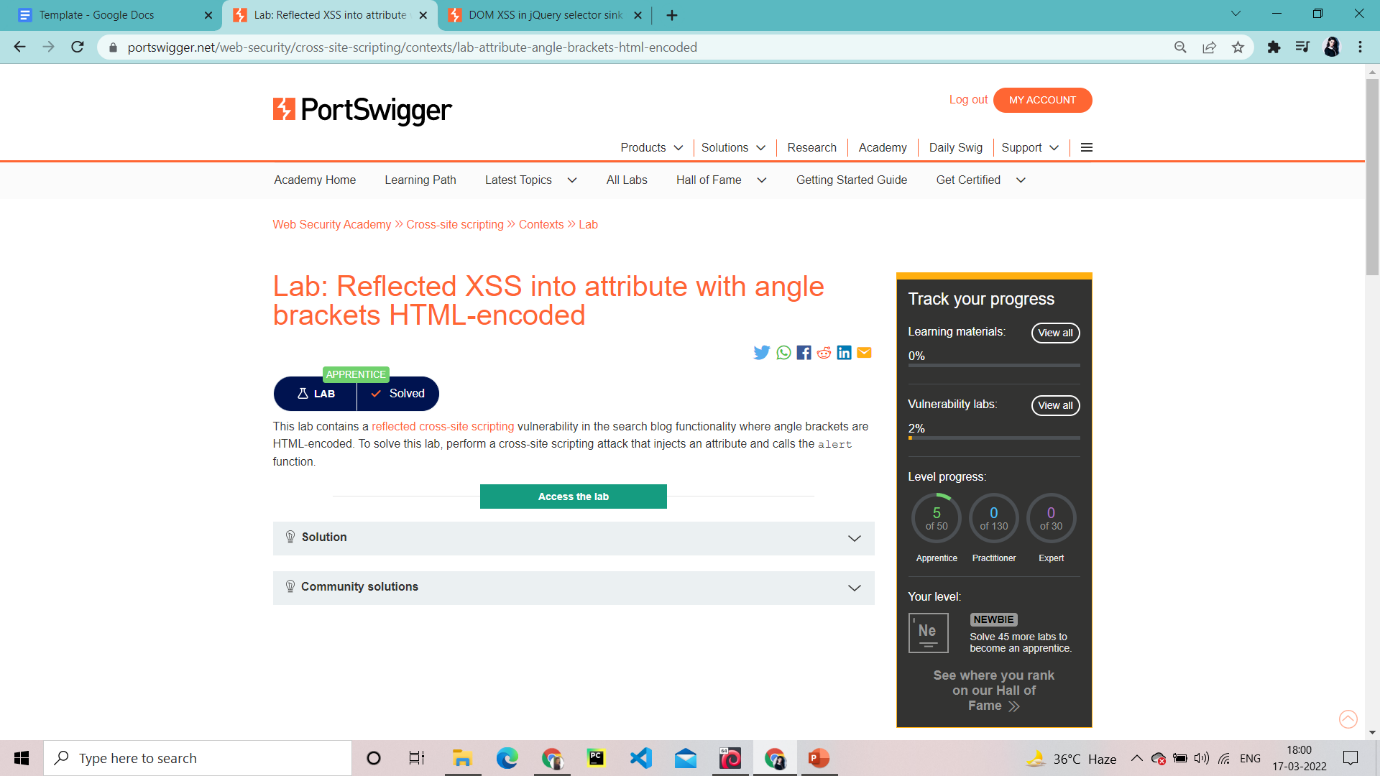 Template - Google Docs
Lab: Reflected XSS into attribute
DOM XSS in jQuery selector sink
portswigger.net/web-security/cross-site-scripting/contexts/lab-attribute-angle-brackets-html-encoded
PortSwigger
Log out
MY ACCOUNT
Products
Solutions
Research
Academy
Daily Swig
Support
Academy Home
Learning Path
Latest Topics
All Labs
Hall of Fame
Getting Started Guide
Get Certified
Web Security Academy » Cross-site scripting » Contexts » Lab
Lab: Reflected XSS into attribute with angle
brackets HTML-encoded
APPRENTICE
LAB
Solved
This lab contains a reflected cross-site scripting vulnerability in the search blog functionality where angle brackets are
HTML-encoded. To solve this lab, perform a cross-site scripting attack that injects an attribute and calls the alert
function.
Access the lab
Solution
Community solutions
Track your progress
Learning materials:
View all
0%
Vulnerability labs:
View all
2%
Level progress:
5
of 50
0
of 130
0
of 30
Apprentice
Practitioner
Expert
Your level:
Ne
NEWBIE
Solve 45 more labs to
become an apprentice.
See where you rank
on our Hall of
Fame »
Type here to search
PC
36°C Haze
ENG
18:00
17-03-2022